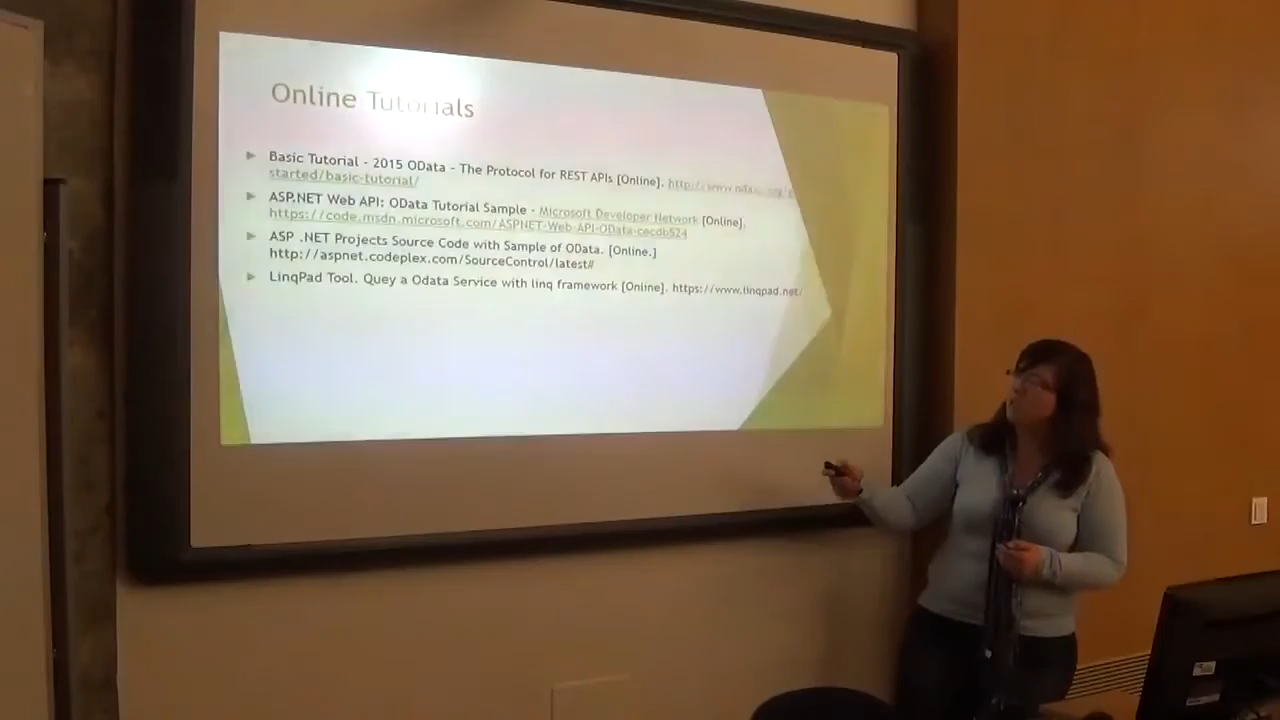 Online Tutorials
Basic Tutorial - 2015 OData - The Protocol for REST APIs [Online].
started/basic-tutorial/
ASP.NET Web API: OData Tutorial Sample - Microsoft Developer Network [Online].
https://code.msdn.microsoft.com/ASPNET-Web-API-OData-cecdb524
ASP .NET Projects Source Code with Sample of OData. [Online.]
http://aspnet.codeplex.com/SourceControl/latest#
LinqPad Tool. Quey a Odata Service with linq framework [Online]. https://www.linqpad.net/